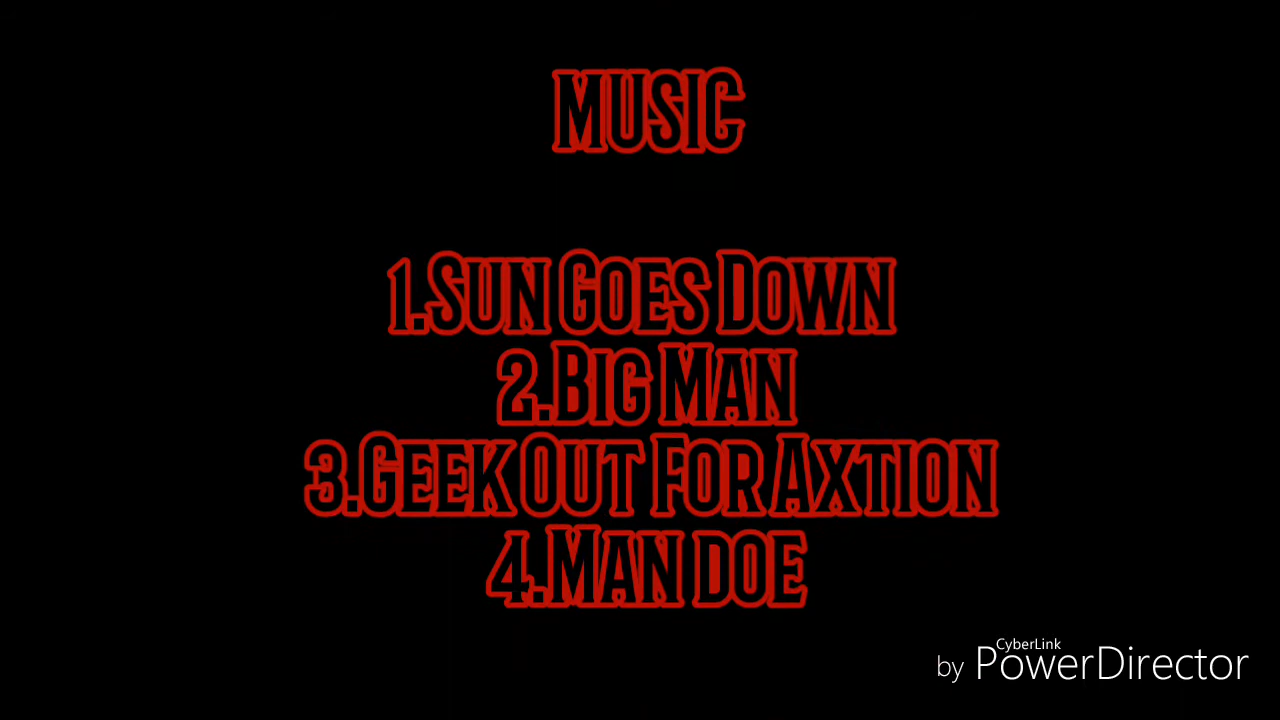 MUSIC
1.Sun Goes Down
2.Big Man
3.Geek Out For Axtion
4.Man doe
CyberLink
by PowerDirector